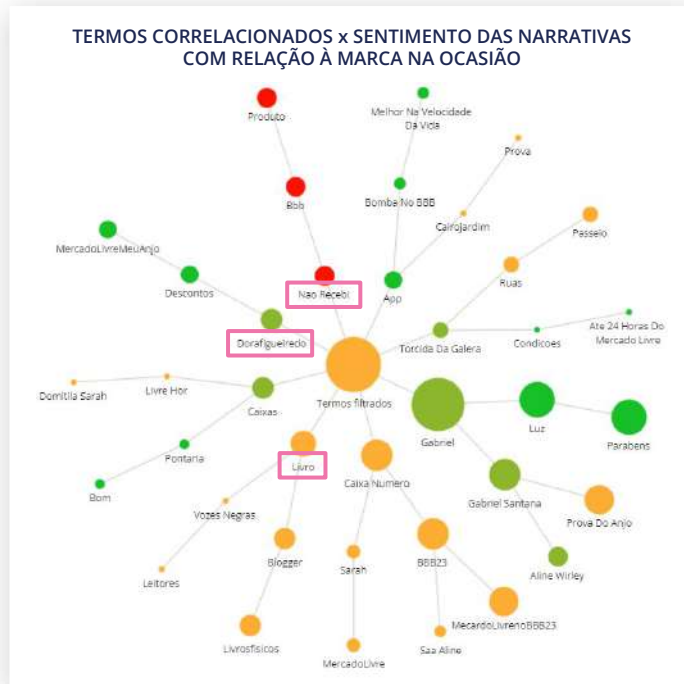 TERMOS CORRELACIONADOS x SENTIMENTO DAS NARRATIVAS
COM RELAÇÃO À MARCA NA OCASIÃO
Produto
Melhor Na Velocidade
Da Vida
Prova
Bbb
Bomba No BBB
Cairojardim
Passeio
MercadoLivreMeuAnjo
Descontos
Nao Recebi
App
Ruas
Dorafigueiredo
Torcida Da Galera
Condicoes
Ate 24 Horas Do
Mercado Livre
Domitila Sarah
Livre Hor
Caixas
Termos filtrados
Gabriel
Luz
Parabens
Pontaria
Bom
Livro
Caixa Numero
Gabriel Santana
Prova Do Anjo
Vozes Negras
Leitores
Blogger
Sarah
BBB23
Aline Wirley
Livrosfisicos
MercadoLivre
Saa Aline
MecardoLivrenoBBB23